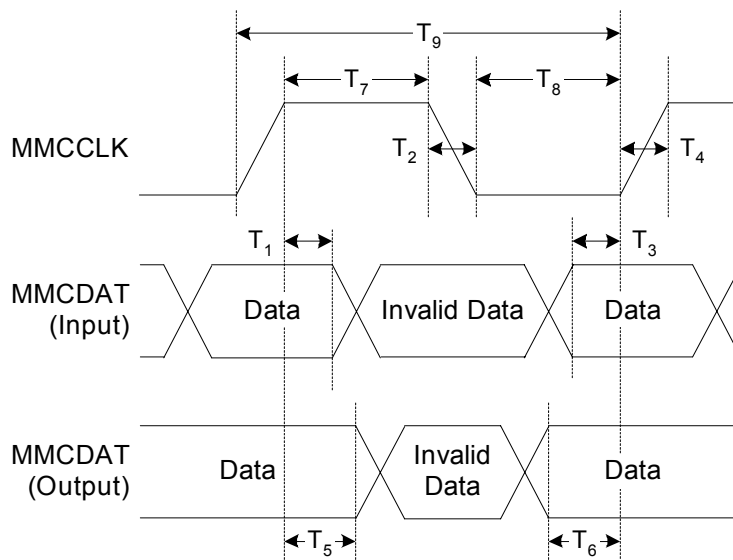 T9
T7
T8
MMCCLK
T2
T4
T1
T3
MMCDAT
(Input)
Data
Invalid Data
Data
MMCDAT
(Output)
Data
Invalid
Data
Data
T5
T6